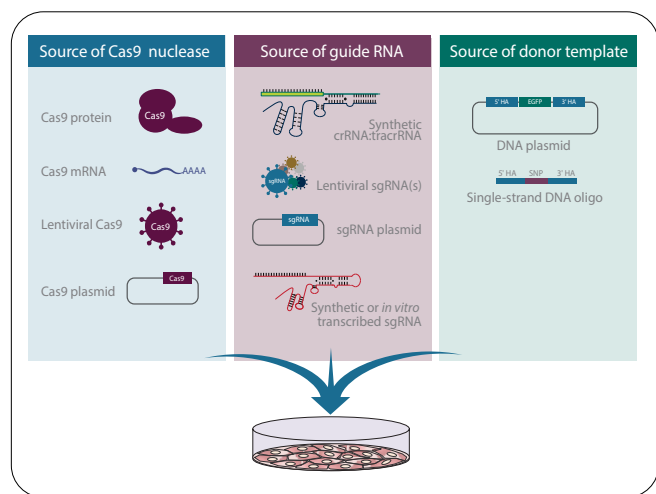 Source of Cas9 nuclease
Source of guide RNA
Source of donor template
Cas9 protein
Cas9
Cas9 mRNA
AAAA
Lentiviral Cas9
Cas9
Cas9 plasmid
Cas9
Synthetic
crRNA:tracrRNA
sgRNA
Lentiviral sgRNA(s)
sgRNA
sgRNA plasmid
Synthetic or in vitro
transcribed sgRNA
5' HA EGFP 3' HA
DNA plasmid
5' HA SNP 3' HA
Single-strand DNA oligo